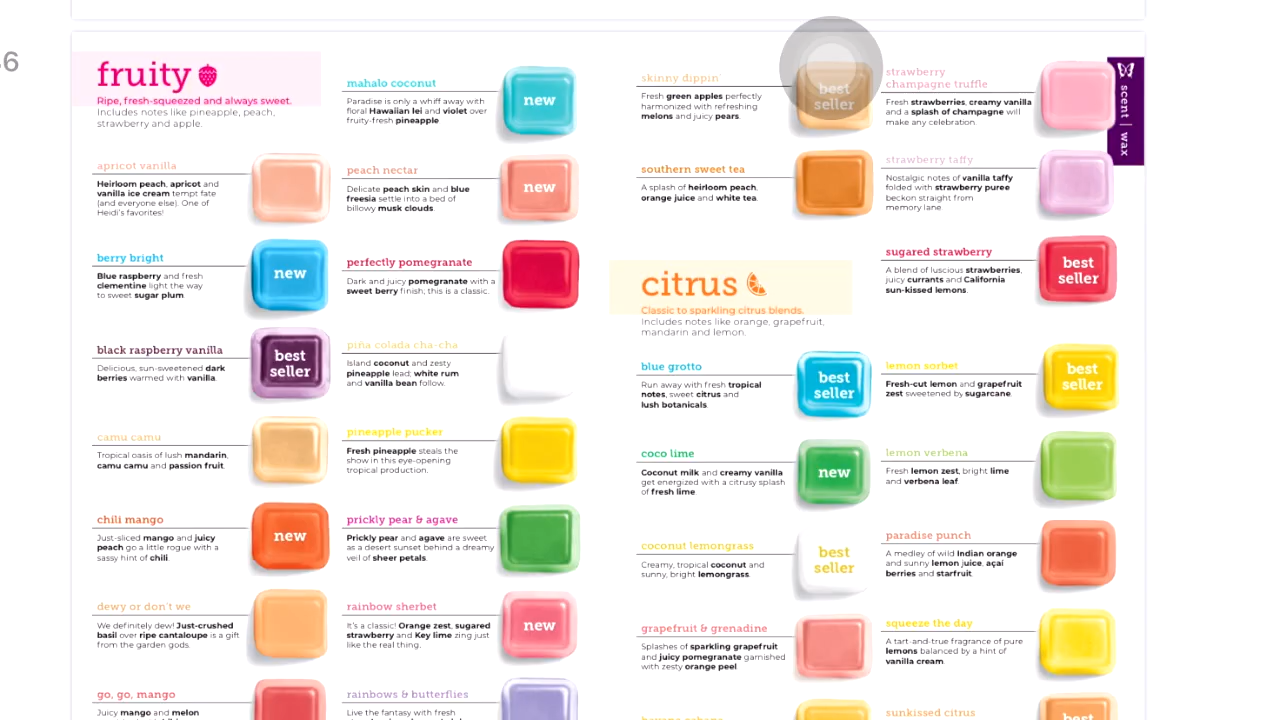 6
fruity
Ripe, fresh-squeezed and always sweet.
Includes notes like pineapple, peach,
strawberry and apple.
apricot vanilla
Heirloom peach, apricot and
vanilla ice cream tempt fate
(and everyone else). One of
Heidi's favorites!
berry bright
Blue raspberry and fresh
clementine light the way
to sweet sugar plum.
new
black raspberry vanilla
Delicious, sun-sweetened dark
berries warmed with vanilla.
best
seller
camu camu
Tropical oasis of lush mandarin,
camu camu and passion fruit.
chili mango
Just-sliced mango and juicy
peach go a little rogue with a
sassy hint of chili.
new
dewy or don't we
We definitely dew! Just-crushed
basil over ripe cantaloupe is a gift
from the garden gods.
go, go, mango
Juicy mango and melon
mahalo coconut
Paradise is only a whiff away with
floral Hawaiian lei and violet over
fruity-fresh pineapple.
new
peach nectar
Delicate peach skin and blue
freesia settle into a bed of
billowy musk clouds.
new
perfectly pomegranate
Dark and juicy pomegranate with a
sweet berry finish; this is a classic.
piña colada cha-cha
Island coconut and zesty
pineapple lead; white rum
and vanilla bean follow.
pineapple pucker
Fresh pineapple steals the
show in this eye-opening
tropical production.
prickly pear & agave
Prickly pear and agave are sweet
as a desert sunset behind a dreamy
veil of sheer petals.
rainbow sherbet
It's a classic! Orange zest, sugared
strawberry and Key lime zing just
like the real thing.
new
rainbows & butterflies
Live the fantasy with fresh
skinny dippin'
Fresh green apples perfectly
harmonized with refreshing
melons and juicy pears.
best
seller
southern sweet tea
A splash of heirloom peach,
orange juice and white tea.
strawberry
champagne truffle
Fresh strawberries, creamy vanilla
and a splash of champagne will
make any celebration.
strawberry taffy
Nostalgic notes of vanilla taffy
folded with strawberry puree
beckon straight from
memory lane.
sugared strawberry
A blend of luscious strawberries,
juicy currants and California
sun-kissed lemons.
best
seller
scent | wax
citrus
Classic to sparkling citrus blends.
Includes notes like orange, grapefruit,
mandarin and lemon.
blue grotto
Run away with fresh tropical
notes, sweet citrus and
lush botanicals.
best
seller
coco lime
Coconut milk and creamy vanilla
get energized with a citrusy splash
of fresh lime.
new
coconut lemongrass
Creamy, tropical coconut and
sunny, bright lemongrass.
best
seller
grapefruit & grenadine
Splashes of sparkling grapefruit
and juicy pomegranate garnished
with zesty orange peel.
lemon sorbet
Fresh-cut lemon and grapefruit
zest sweetened by sugarcane.
best
seller
lemon verbena
Fresh lemon zest, bright lime
and verbena leaf.
paradise punch
A medley of wild Indian orange
and sunny lemon juice, açai
berries and starfruit.
squeeze the day
A tart-and-true fragrance of pure
lemons balanced by a hint of
vanilla cream.
sunkissed citrus
best